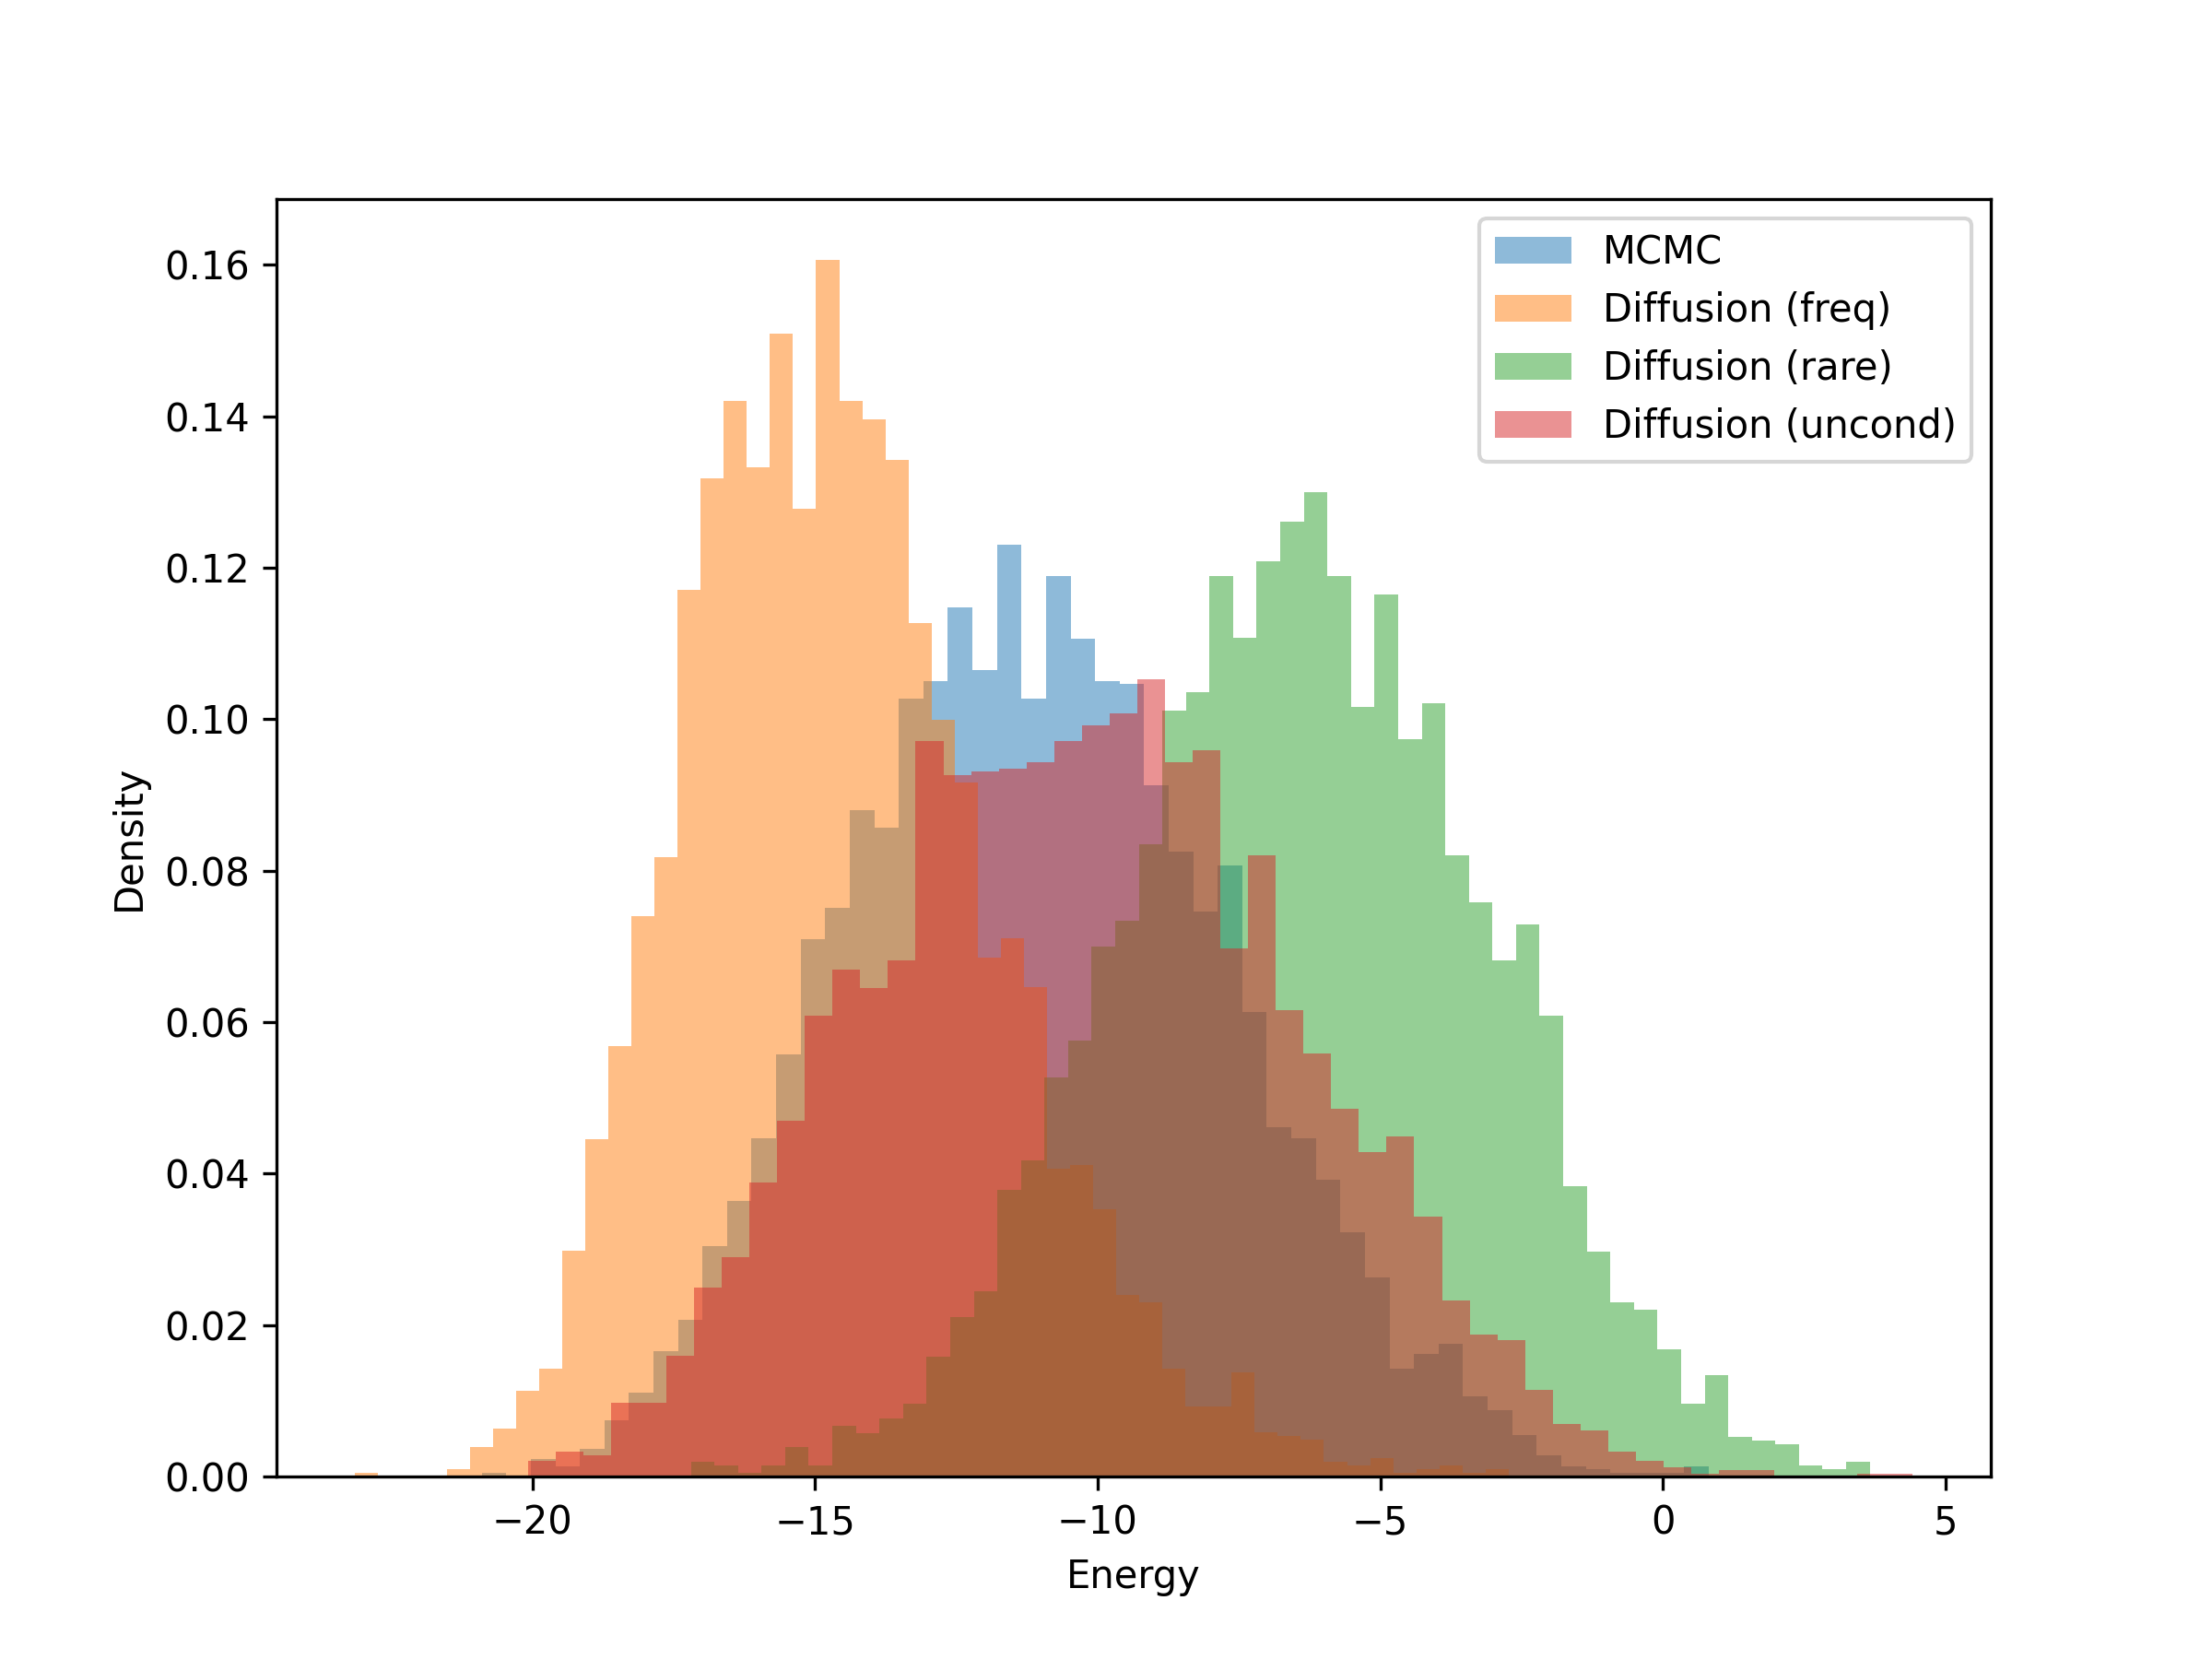 MCMC
Diffusion (freq)
Diffusion (rare)
Diffusion (uncond)
0.16
0.14
0.12
0.10
0.08
0.06
0.04
0.02
0.00
Density
−20 −15 −10 −5 0 5
Energy